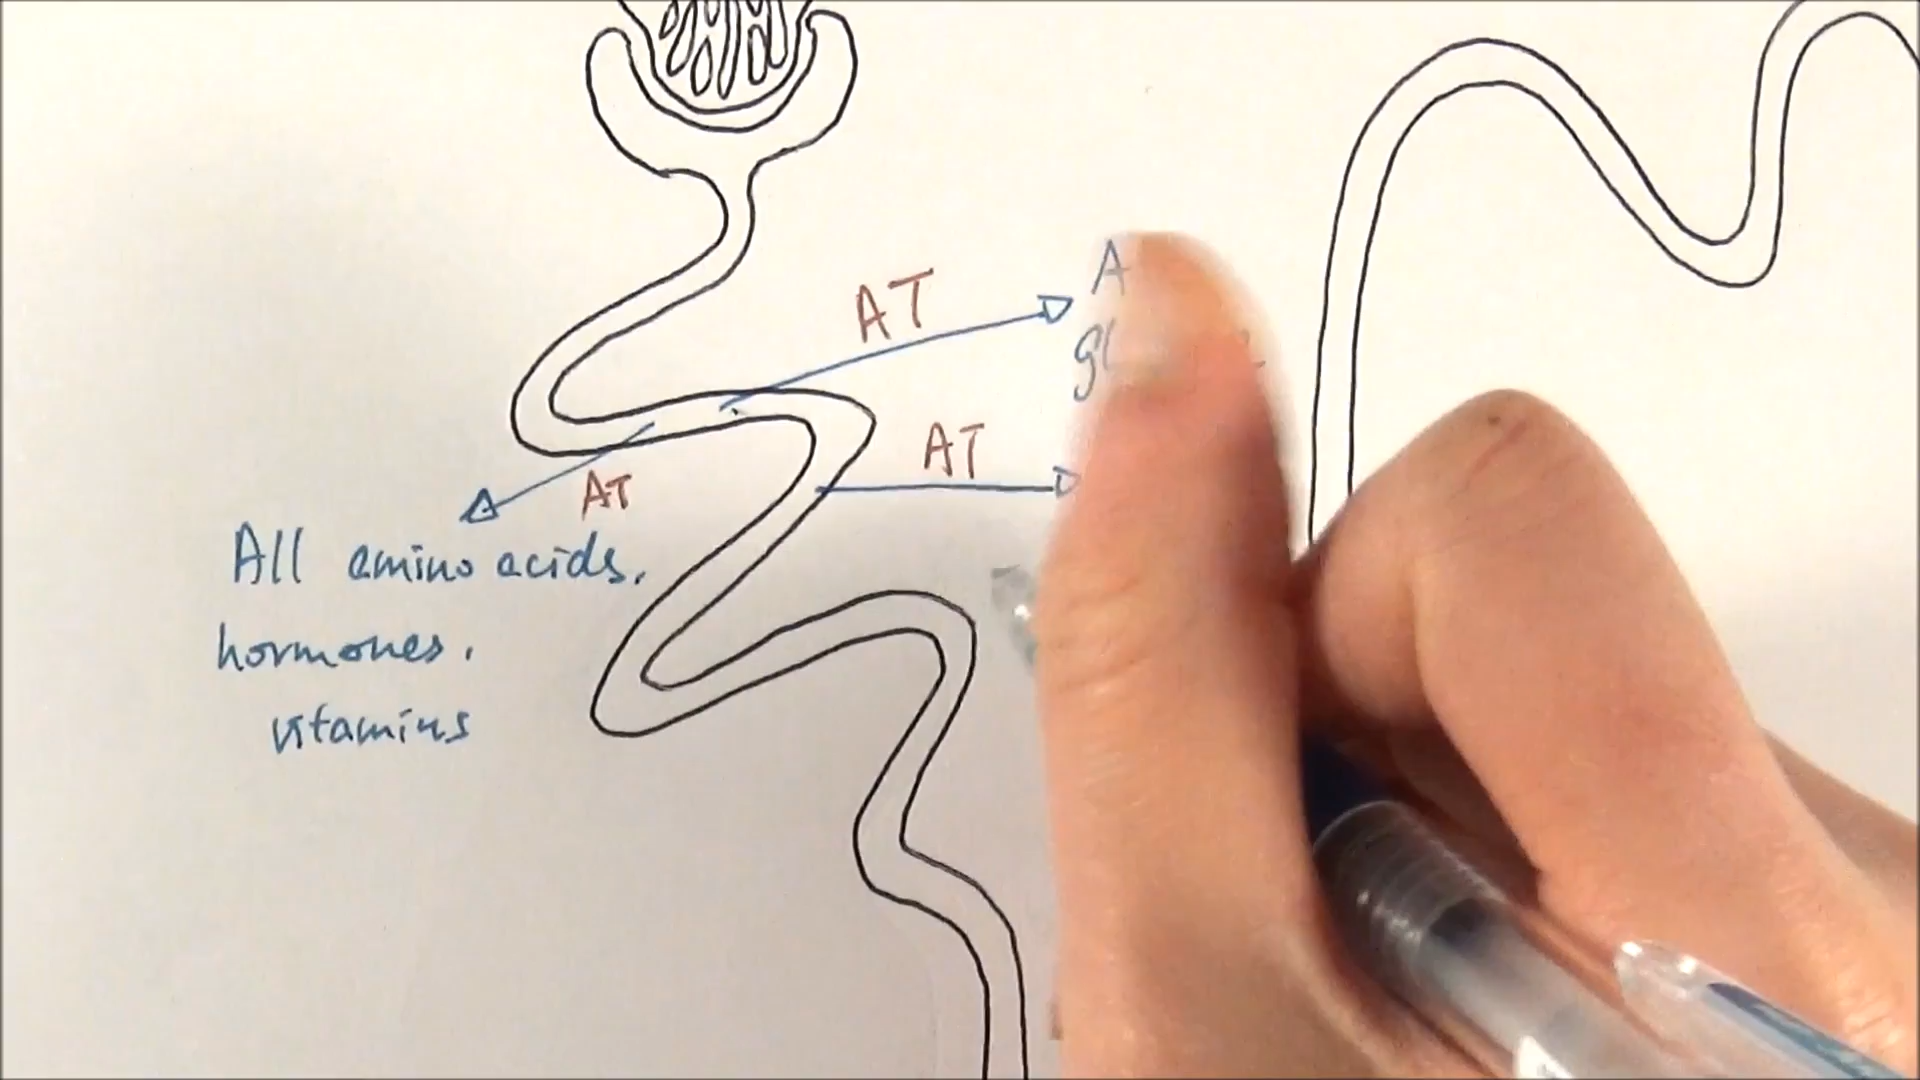 AT
AT
AT
All amino acids,
hormones,
vitamins